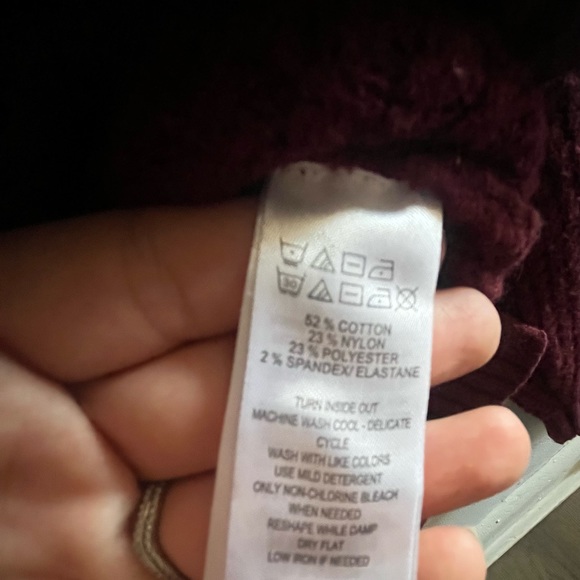 30
52 % COTTON
23 % NYLON
23 % POLYESTER
2 % SPANDEX/ ELASTANE
TURN INSIDE OUT
MACHINE WASH COOL - DELICATE
CYCLE
WASH WITH LIKE COLORS
USE MILD DETERGENT
ONLY NON-CHLORINE BLEACH
WHEN NEEDED
RESHAPE WHILE DAMP
DRY FLAT
LOW IRON IF NEEDED